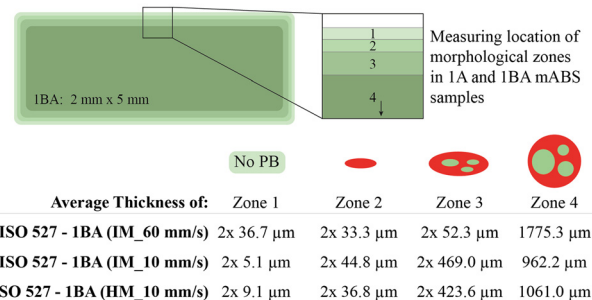 1
2
3
4
Measuring location of
morphological zones
in 1A and 1BA mABS
samples
1BA: 2 mm x 5 mm
No PB
Average Thickness of: Zone 1 Zone 2 Zone 3 Zone 4
ISO 527 - 1BA (IM_60 mm/s) 2x 36.7 µm 2x 33.3 µm 2x 52.3 µm 1775.3 µm
ISO 527 - 1BA (IM_10 mm/s) 2x 5.1 µm 2x 44.8 µm 2x 469.0 µm 962.2 µm
ISO 527 - 1BA (HM_10 mm/s) 2x 9.1 µm 2x 36.8 µm 2x 423.6 µm 1061.0 µm